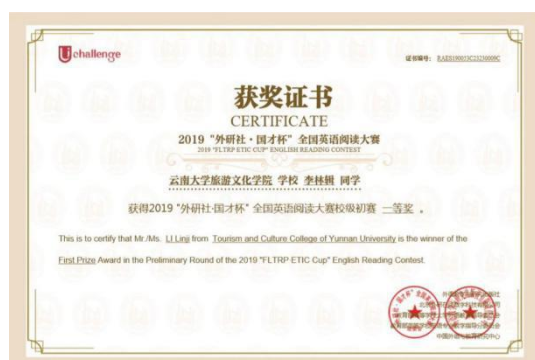 Uchallenge
证书编号：
获奖证书
CERTIFICATE
2019 “外研社·国才杯” 全国英语阅读大赛
2019 "FLTRP·ETIC CUP" ENGLISH READING CONTEST
云南大学旅游文化学院 学校 李林 同学
获得2019 “外研社·国才杯” 全国英语阅读大赛校级初赛 一等奖 。
This is to certify that Mr./Ms. LI Linji from Tourism and Culture College of Yunnan University is the winner of the
First Prize Award in the Preliminary Round of the 2019 "FLTRP·ETIC Cup" English Reading Contest.